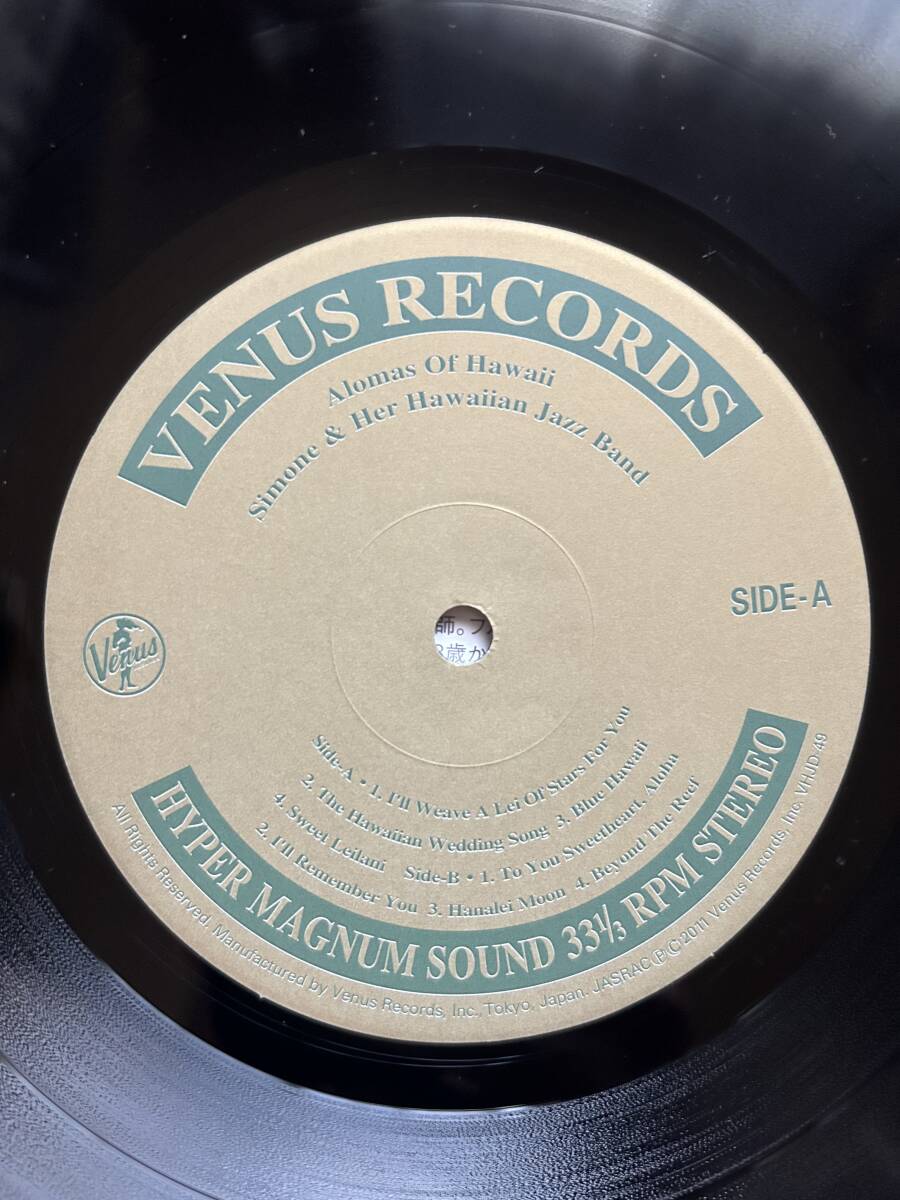 VENUS RECORDS
Alomas Of Hawaii
Simone & Her Hawaiian Jazz Band
SIDE-A
Venus
師。フ
3歳か
Side-A • 1. I'll Weave A Lei Of Stars For You
2. The Hawaiian Wedding Song 3. Blue Hawaii
4. Sweet Leilani Side-B • 1. To You Sweetheart, Aloha
2. I'll Remember You 3. Hanalei Moon 4. Beyond The Reef
HYPER MAGNUM SOUND 33⅓ RPM STEREO
All Rights Reserved. Manufactured by Venus Records, Inc., Tokyo, Japan. JASRAC Ⓟ©2011 Venus Records, Inc. VHJD-49